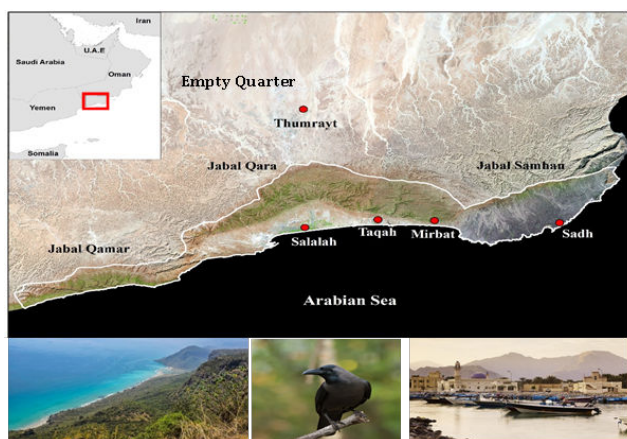 Iran
U.A.E
Saudi Arabia
Oman
Yemen
Somalia
Empty Quarter
Thumrayt
Jabal Qara
Jabal Samhan
Jabal Qamar
Salalah
Taqah
Mirbat
Sadh
Arabian Sea